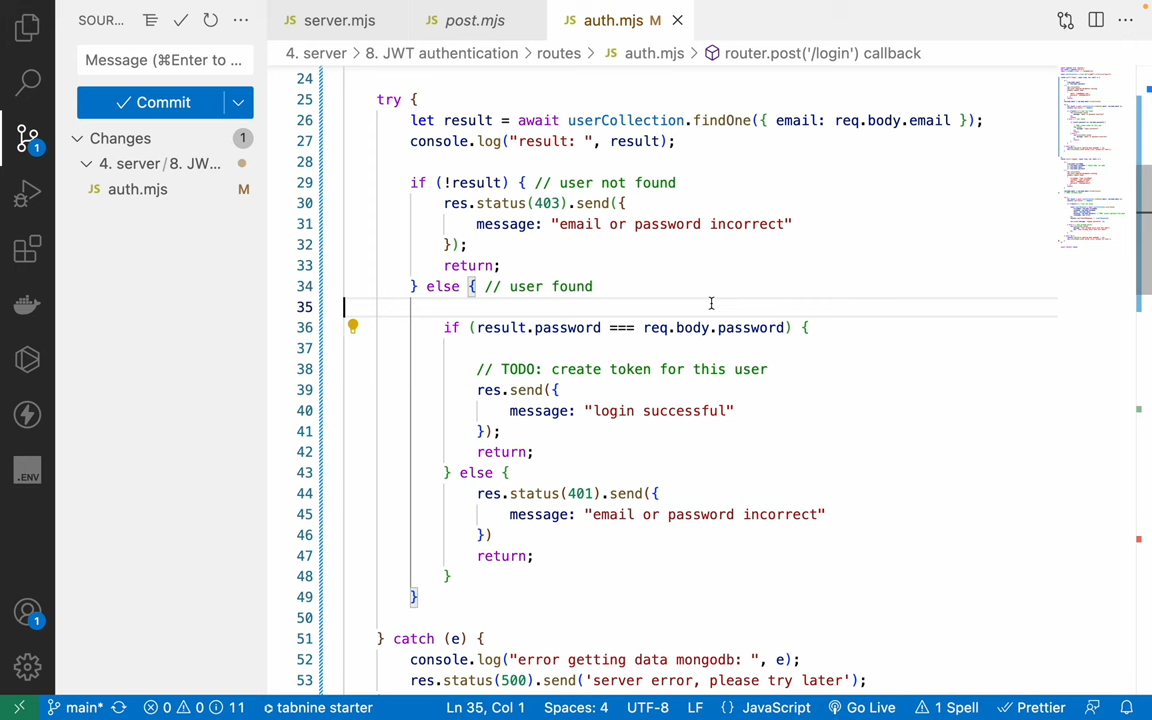 SOUR...
server.mjs
post.mjs
auth.mjs M
Message (⌘Enter to ...
4. server > 8. JWT authentication > routes > auth.mjs > router.post('/login') callback
Commit
Changes 1
4. server / 8. JW...
auth.mjs M
24
25 try {
26 let result = await userCollection.findOne({ email: req.body.email });
27 console.log("result: ", result);
28
29 if (!result) { // user not found
30 res.status(403).send({
31 message: "email or password incorrect"
32 });
33 return;
34 } else { // user found
35
36 if (result.password === req.body.password) {
37
38 // TODO: create token for this user
39 res.send({
40 message: "login successful"
41 });
42 return;
43 } else {
44 res.status(401).send({
45 message: "email or password incorrect"
46 })
47 return;
48 }
49 }
50
51 } catch (e) {
52 console.log("error getting data mongodb: ", e);
53 res.status(500).send('server error, please try later');
1
.ENV
1
main* 0 0 11 tabnine starter Ln 35, Col 1 Spaces: 4 UTF-8 LF {} JavaScript Go Live 1 Spell Prettier